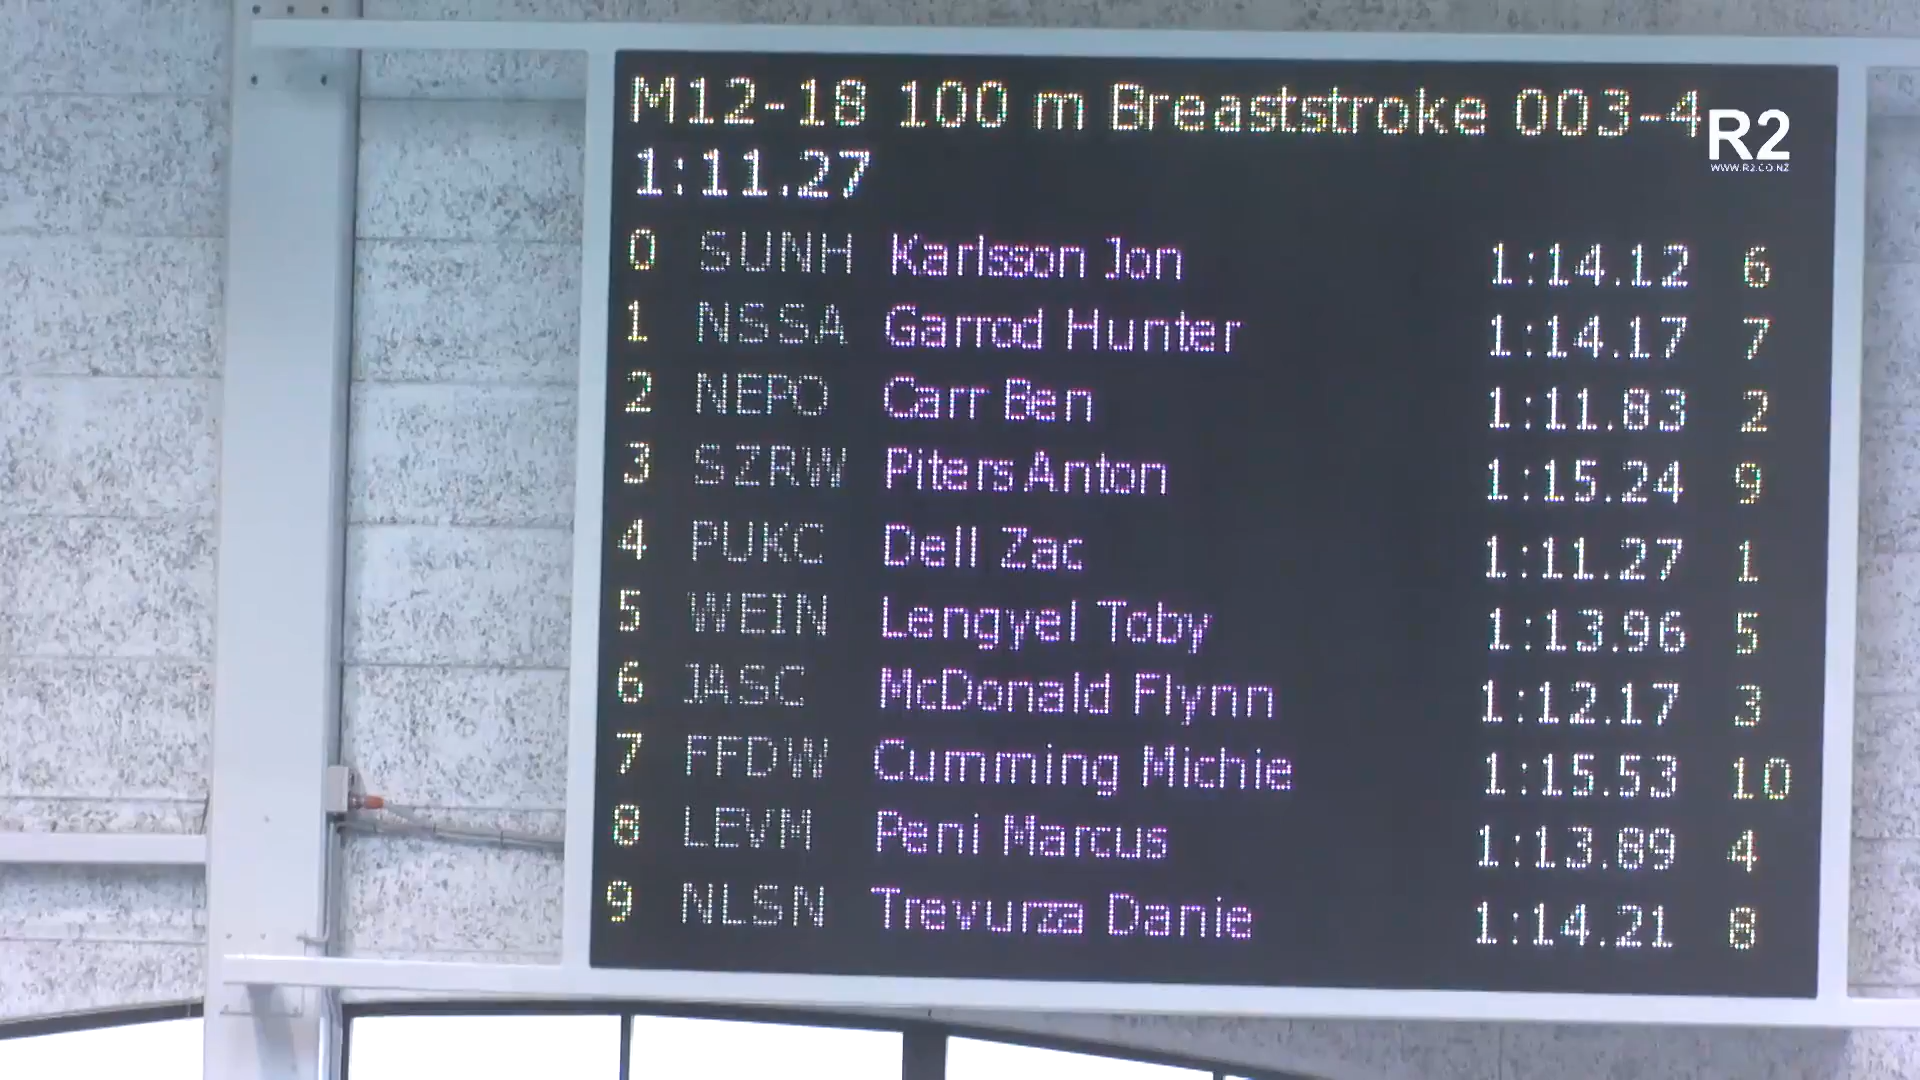 M12-18 100 m Breaststroke 003-4
R2
WWW.R2.CO.NZ
1:11.27
0 SUNH Karlsson Jon 1:14.12 6
1 NSSA Garrod Hunter 1:14.17 7
2 NEPO Carr Ben 1:11.83 2
3 SZRW Piters Anton 1:15.24 9
4 PUKC Dell Zac 1:11.27 1
5 WEIN Lengyel Toby 1:13.96 5
6 JASC McDonald Flynn 1:12.17 3
7 FFDW Cumming Michie 1:15.53 10
8 LEVM Peni Marcus 1:13.89 4
9 NLSN Trevurza Danie 1:14.21 8